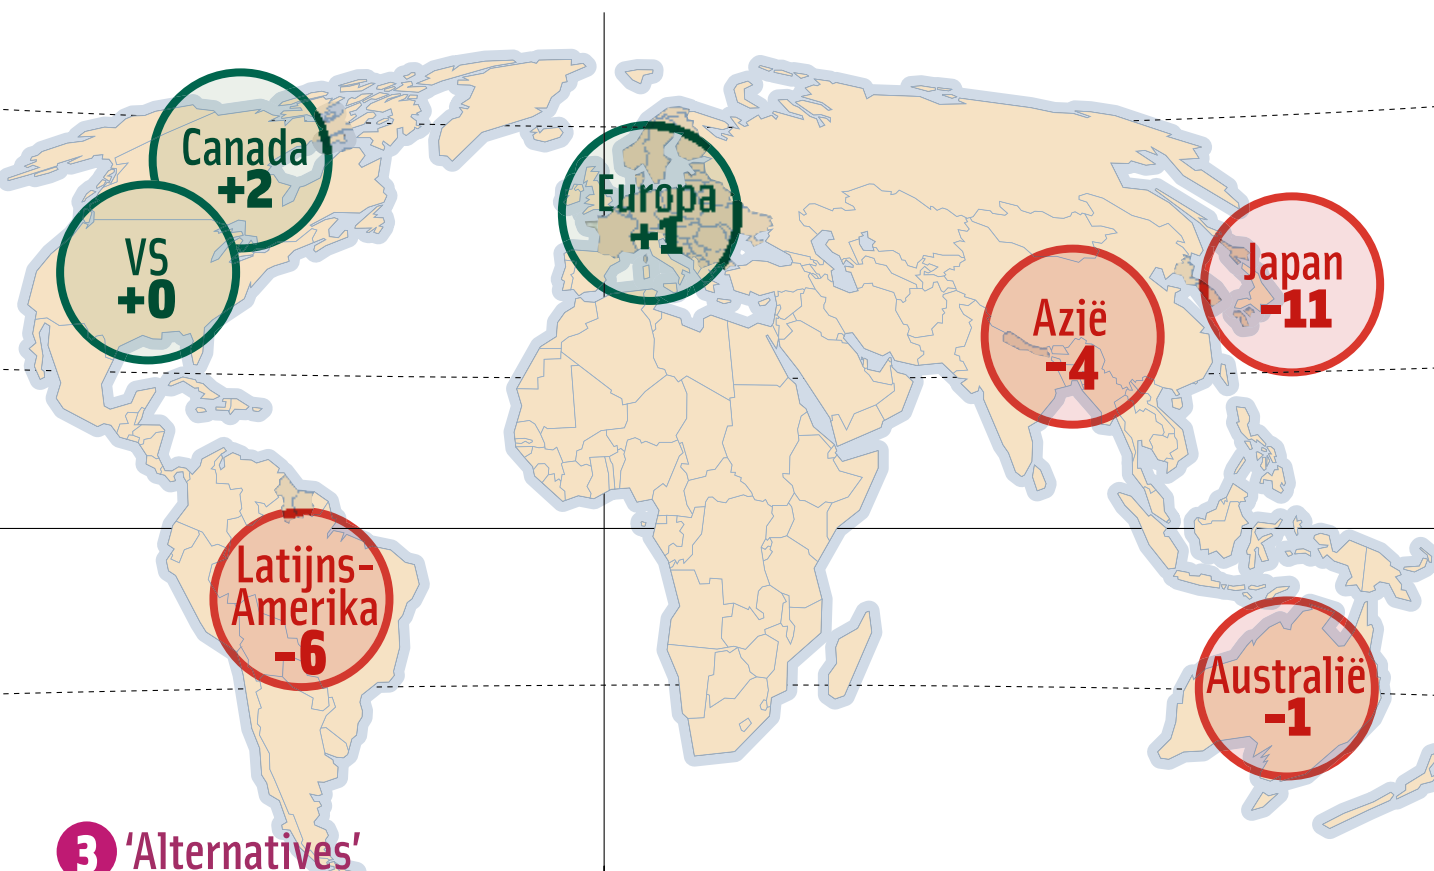 Canada
+2
VS
+0
Europa
+1
Azië
-4
Japan
-11
Latijns-
Amerika
-6
Australië
-1
3 'Alternatives'